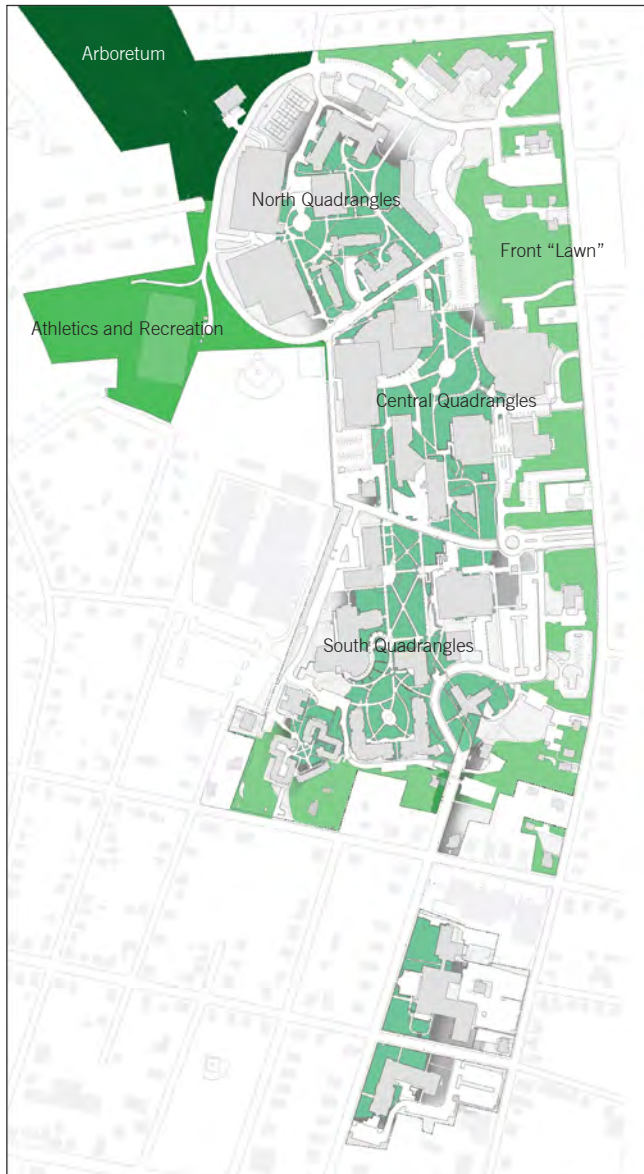 Arboretum
North Quadrangles
Front “Lawn”
Athletics and Recreation
Central Quadrangles
South Quadrangles